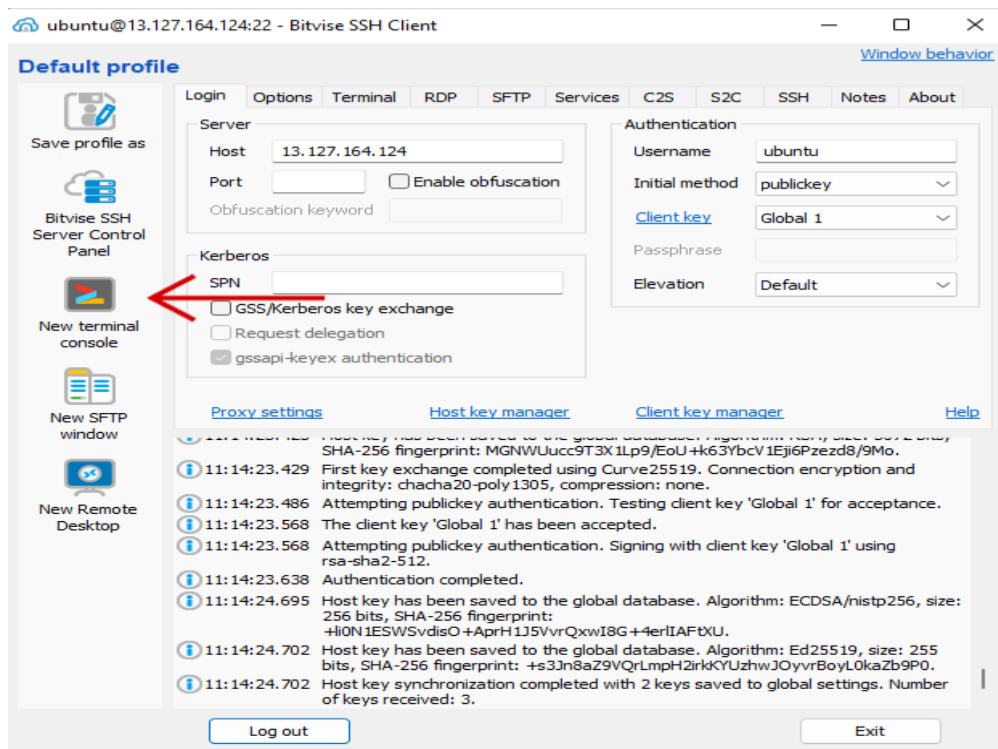 ubuntu@13.127.164.124:22 - Bitvise SSH Client
Default profile
Window behavior
Save profile as
Bitvise SSH
Server Control
Panel
New terminal
console
New SFTP
window
New Remote
Desktop
Login Options Terminal RDP SFTP Services C2S S2C SSH Notes About
Server
Host 13.127.164.124
Port Enable obfuscation
Obfuscation keyword
Kerberos
SPN
GSS/Kerberos key exchange
Request delegation
gssapi-keyex authentication
Authentication
Username ubuntu
Initial method publickey
Client key Global 1
Passphrase
Elevation Default
Proxy settings Host key manager Client key manager Help
SHA-256 fingerprint: MGNWUucc9T3X1Lp9/EoU+k63YbcV1Eji6Pzezd8/9Mo.
11:14:23.429 First key exchange completed using Curve25519. Connection encryption and
integrity: chacha20-poly1305, compression: none.
11:14:23.486 Attempting publickey authentication. Testing client key 'Global 1' for acceptance.
11:14:23.568 The client key 'Global 1' has been accepted.
11:14:23.568 Attempting publickey authentication. Signing with client key 'Global 1' using
rsa-sha2-512.
11:14:23.638 Authentication completed.
11:14:24.695 Host key has been saved to the global database. Algorithm: ECDSA/nistp256, size:
256 bits, SHA-256 fingerprint:
+li0N1ESWSvdisO+AprH1J5VvrQxwI8G+4erlIAFtXU.
11:14:24.702 Host key has been saved to the global database. Algorithm: Ed25519, size: 255
bits, SHA-256 fingerprint: +s3Jn8aZ9VQrLmpH2irkKYUzhwJOyvrBoyL0kaZb9P0.
11:14:24.702 Host key synchronization completed with 2 keys saved to global settings. Number
of keys received: 3.
Log out Exit